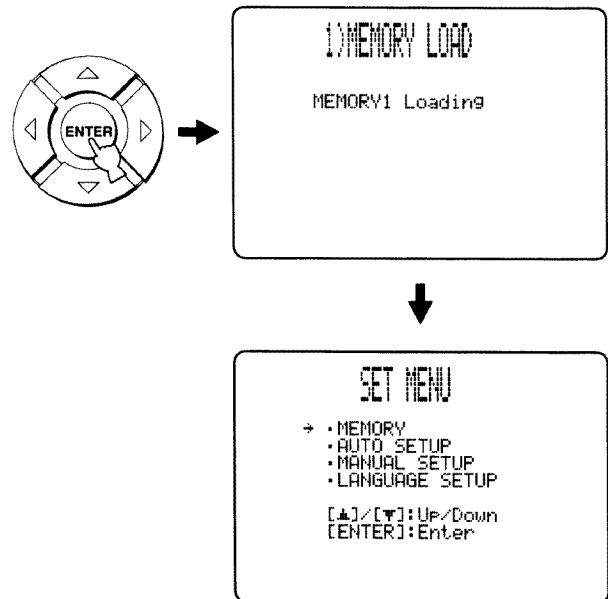 1)MEMORY LOAD
MEMORY1 Loading
ENTER
SET MENU
→ ・MEMORY
・AUTO SETUP
・MANUAL SETUP
・LANGUAGE SETUP
[▲]/[▼]:Up/Down
[ENTER]:Enter